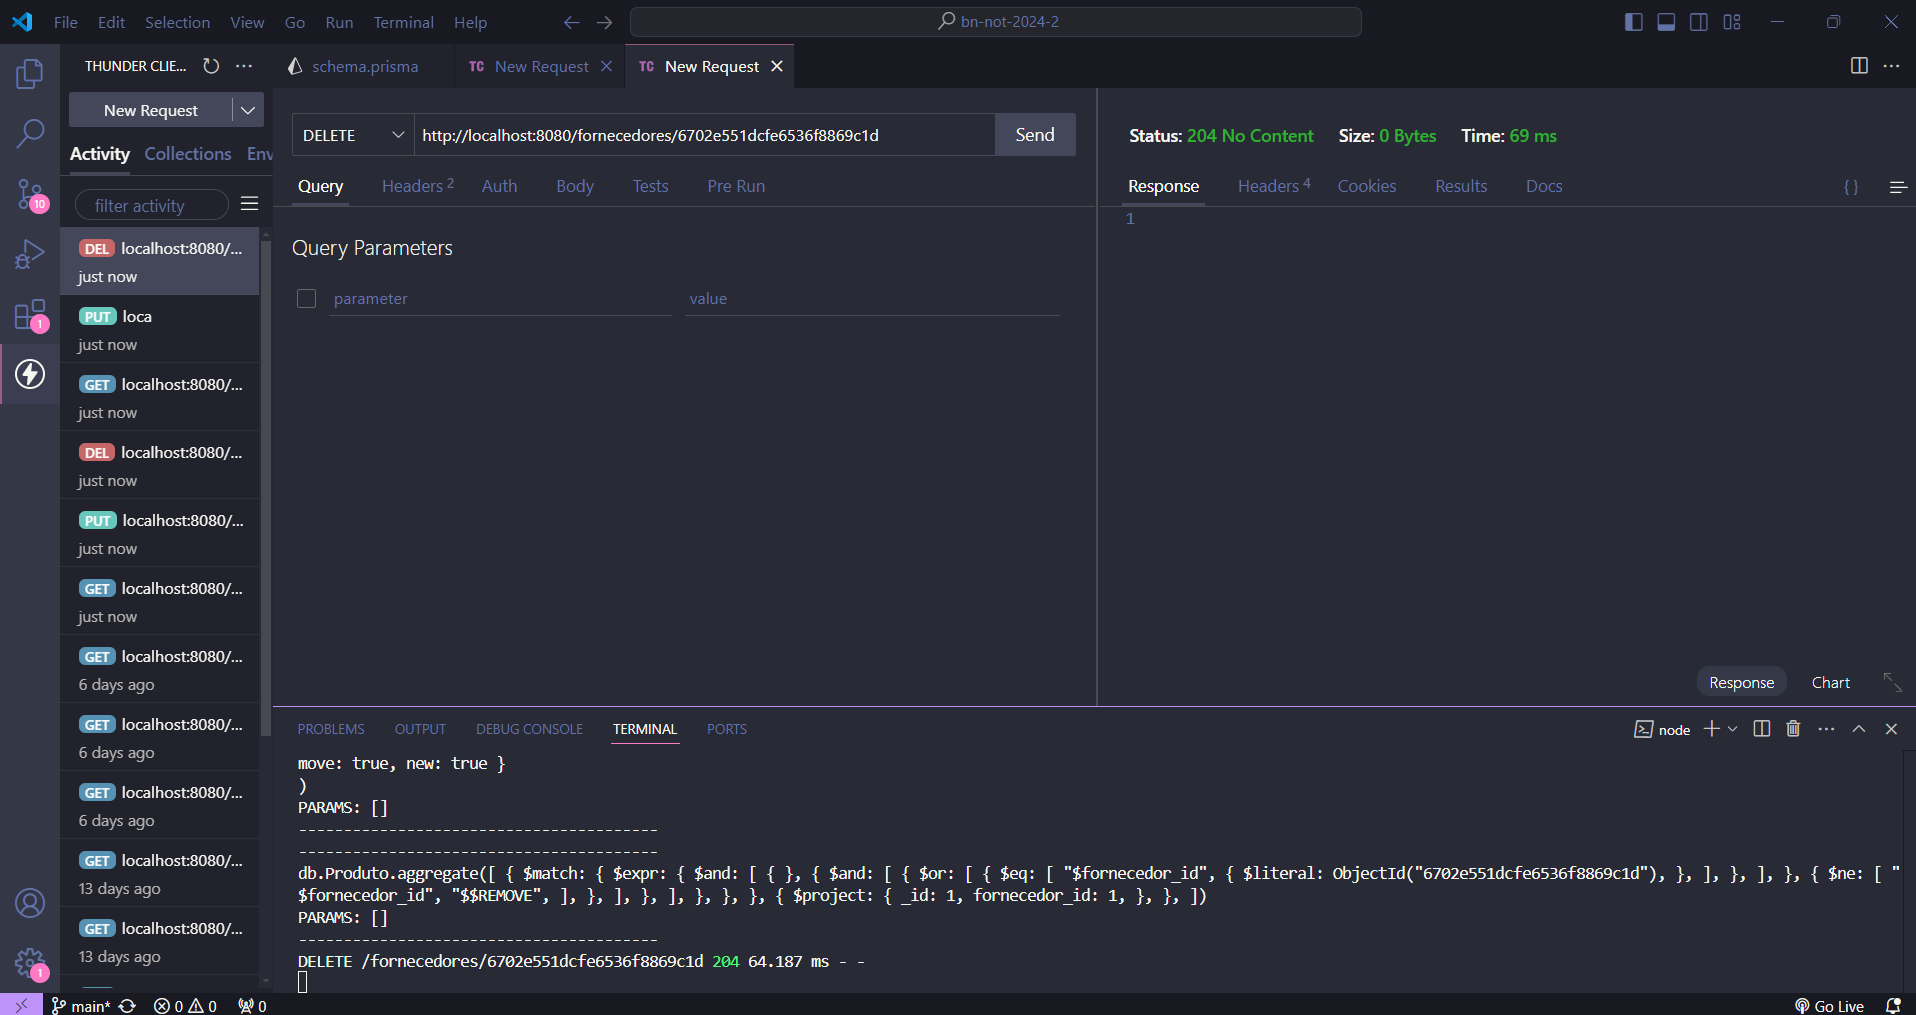 File Edit Selection View Go Run Terminal Help
bn-not-2024-2
THUNDER CLIE...
schema.prisma
TC New Request
TC New Request
New Request
DELETE
http://localhost:8080/fornecedores/6702e551dcfe6536f8869c1d
Send
Status: 204 No Content Size: 0 Bytes Time: 69 ms
Activity Collections Env
Query Headers 2 Auth Body Tests Pre Run
Response Headers 4 Cookies Results Docs
{ }
filter activity
1
Query Parameters
parameter value
10
1
DEL localhost:8080/...
just now
PUT loca
just now
GET localhost:8080/...
just now
DEL localhost:8080/...
just now
PUT localhost:8080/...
just now
GET localhost:8080/...
just now
GET localhost:8080/...
6 days ago
GET localhost:8080/...
6 days ago
GET localhost:8080/...
6 days ago
GET localhost:8080/...
13 days ago
GET localhost:8080/...
13 days ago
Response Chart
PROBLEMS OUTPUT DEBUG CONSOLE TERMINAL PORTS
node
move: true, new: true }
)
PARAMS: []
----------------------------------------
----------------------------------------
db.Produto.aggregate([ { $match: { $expr: { $and: [ { }, { $and: [ { $or: [ { $eq: [ "$fornecedor_id", { $literal: ObjectId("6702e551dcfe6536f8869c1d"), }, ], }, ], }, { $ne: [ "
$fornecedor_id", "$$REMOVE", ], }, ], }, ], }, }, }, { $project: { _id: 1, fornecedor_id: 1, }, }, ])
PARAMS: []
----------------------------------------
DELETE /fornecedores/6702e551dcfe6536f8869c1d 204 64.187 ms - -
1
main* 0 0 0
Go Live